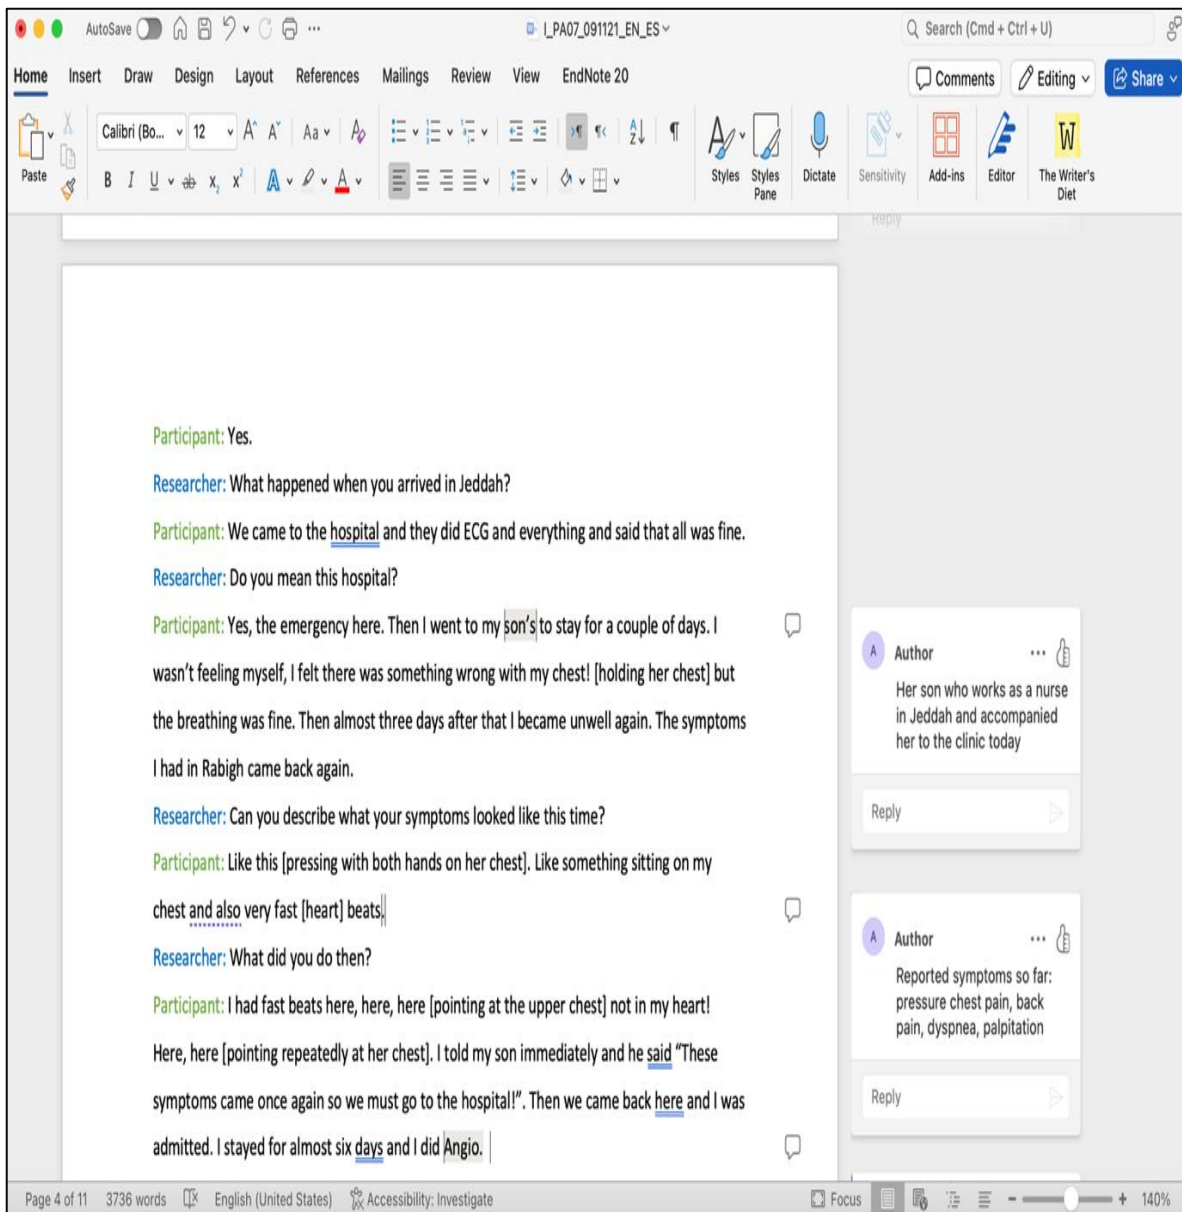 AutoSave
I_PA07_091121_EN_ES
Search (Cmd + Ctrl + U)
Home Insert Draw Design Layout References Mailings Review View EndNote 20
Comments Editing Share
Paste
Calibri (Bo... 12
Aa
B I U ab x₂ x²
A A
Styles Styles Pane Dictate Sensitivity Add-ins Editor The Writer's Diet
Reply
Participant: Yes.
Researcher: What happened when you arrived in Jeddah?
Participant: We came to the hospital and they did ECG and everything and said that all was fine.
Researcher: Do you mean this hospital?
Participant: Yes, the emergency here. Then I went to my son's to stay for a couple of days. I
wasn't feeling myself, I felt there was something wrong with my chest! [holding her chest] but
the breathing was fine. Then almost three days after that I became unwell again. The symptoms
I had in Rabigh came back again.
Researcher: Can you describe what your symptoms looked like this time?
Participant: Like this [pressing with both hands on her chest]. Like something sitting on my
chest and also very fast [heart] beats.
Researcher: What did you do then?
Participant: I had fast beats here, here, here [pointing at the upper chest] not in my heart!
Here, here [pointing repeatedly at her chest]. I told my son immediately and he said “These
symptoms came once again so we must go to the hospital!”. Then we came back here and I was
admitted. I stayed for almost six days and I did Angio.
A Author
Her son who works as a nurse
in Jeddah and accompanied
her to the clinic today
Reply
A Author
Reported symptoms so far:
pressure chest pain, back
pain, dyspnea, palpitation
Reply
Page 4 of 11 3736 words English (United States) Accessibility: Investigate Focus 140%